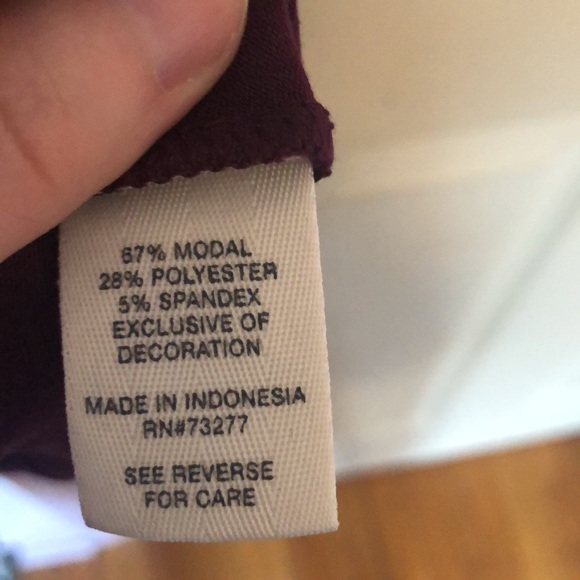 67% MODAL
28% POLYESTER
5% SPANDEX
EXCLUSIVE OF
DECORATION
MADE IN INDONESIA
RN#73277
SEE REVERSE
FOR CARE